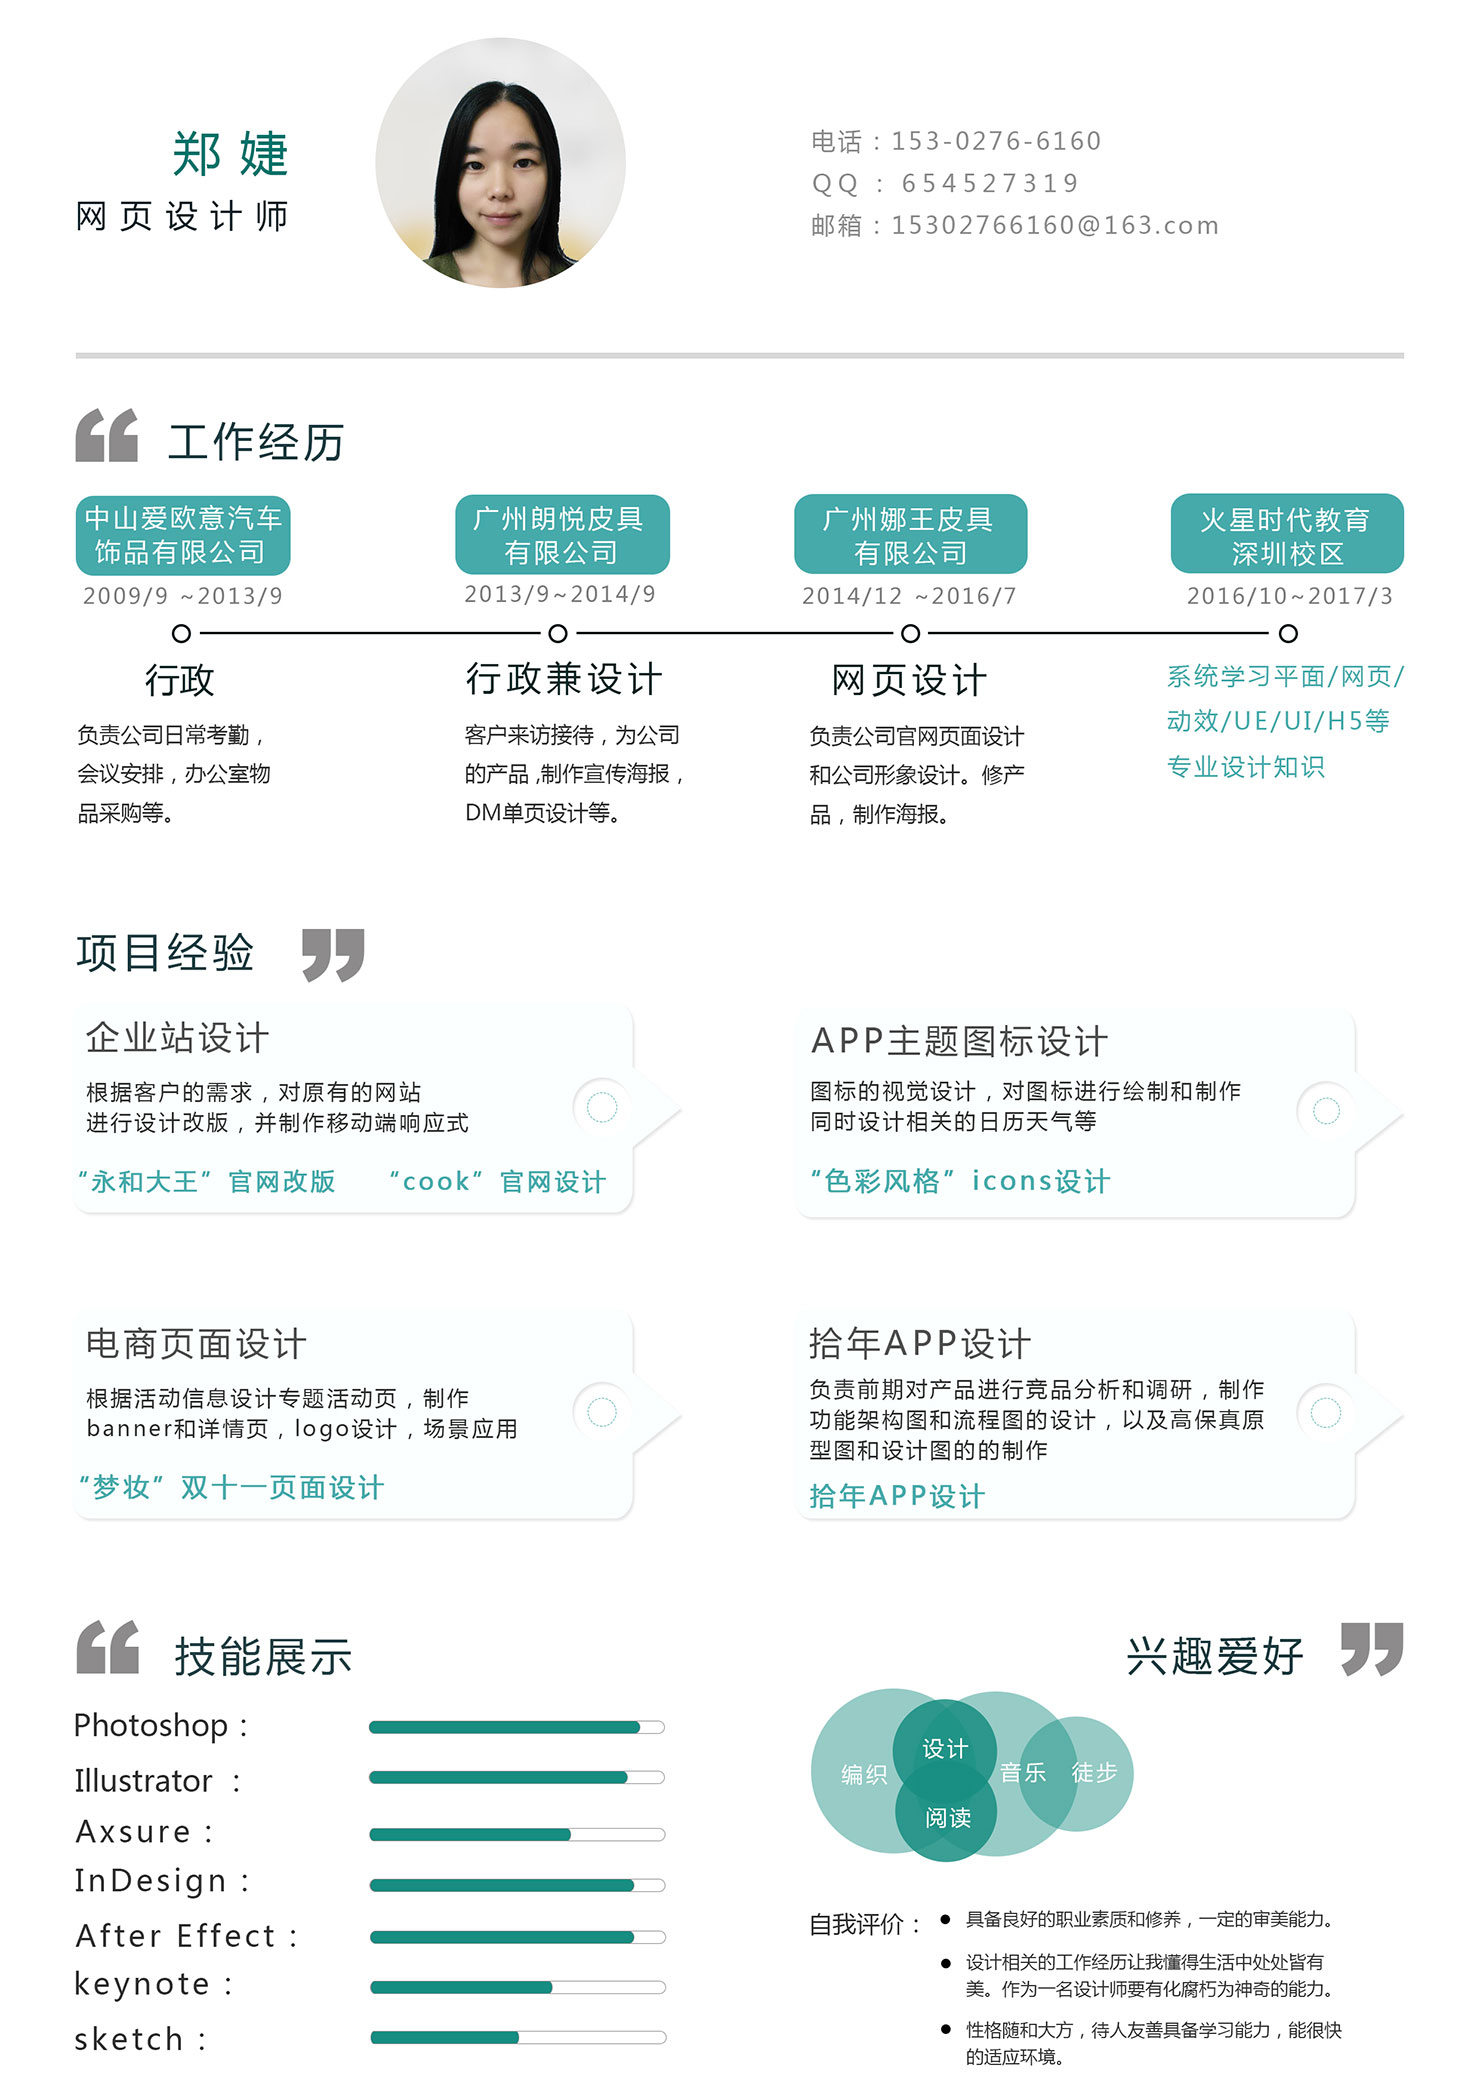 郑婕
网页设计师
电话：153-0276-6160
QQ：654527319
邮箱：15302766160@163.com
工作经历
中山爱欧意汽车
饰品有限公司
2009/9 ~2013/9
行政
负责公司日常考勤，
会议安排，办公室物
品采购等。
广州朗悦皮具
有限公司
2013/9~2014/9
行政兼设计
客户来访接待，为公司
的产品，制作宣传海报，
DM单页设计等。
广州娜王皮具
有限公司
2014/12 ~2016/7
网页设计
负责公司官网页面设计
和公司形象设计。修产
品，制作海报。
火星时代教育
深圳校区
2016/10~2017/3
系统学习平面/网页/
动效/UE/UI/H5等
专业设计知识
项目经验
企业站设计
根据客户的需求，对原有的网站
进行设计改版，并制作移动端响应式
“永和大王”官网改版 “cook”官网设计
APP主题图标设计
图标的视觉设计，对图标进行绘制和制作
同时设计相关的日历天气等
“色彩风格”icons设计
电商页面设计
根据活动信息设计专题活动页，制作
banner和详情页，logo设计，场景应用
“梦妆”双十一页面设计
拾年APP设计
负责前期对产品进行竞品分析和调研，制作
功能架构图和流程图的设计，以及高保真原
型图和设计图的的制作
拾年APP设计
技能展示
Photoshop：
Illustrator ：
Axsure：
InDesign：
After Effect：
keynote：
sketch：
兴趣爱好
编织
设计
阅读
音乐
徒步
自我评价：
● 具备良好的职业素质和修养，一定的审美能力。
● 设计相关的工作经历让我懂得生活中处处皆有
美。作为一名设计师要有化腐朽为神奇的能力。
● 性格随和大方，待人友善具备学习能力，能很快
的适应环境。